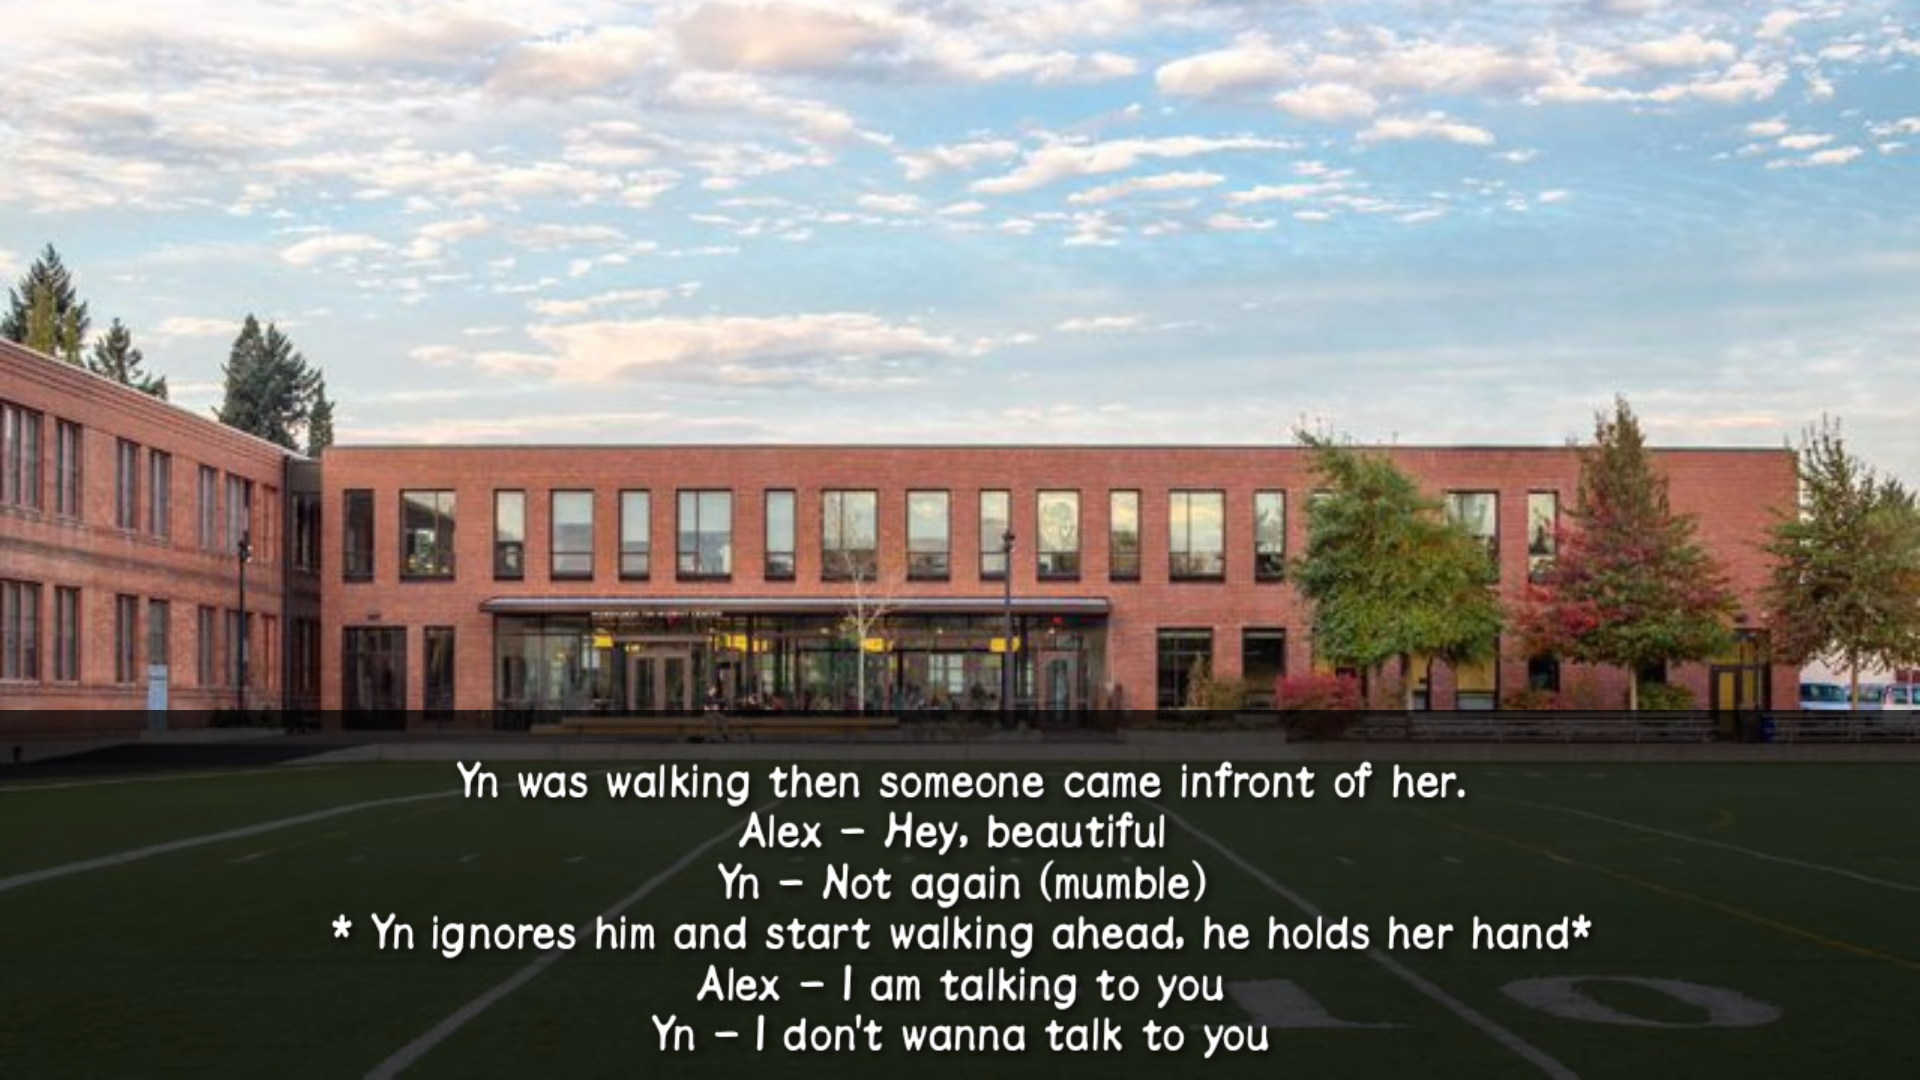 Yn was walking then someone came infront of her.
Alex – Hey, beautiful
Yn – Not again (mumble)
* Yn ignores him and start walking ahead, he holds her hand*
Alex – I am talking to you
Yn – I don't wanna talk to you
1 0